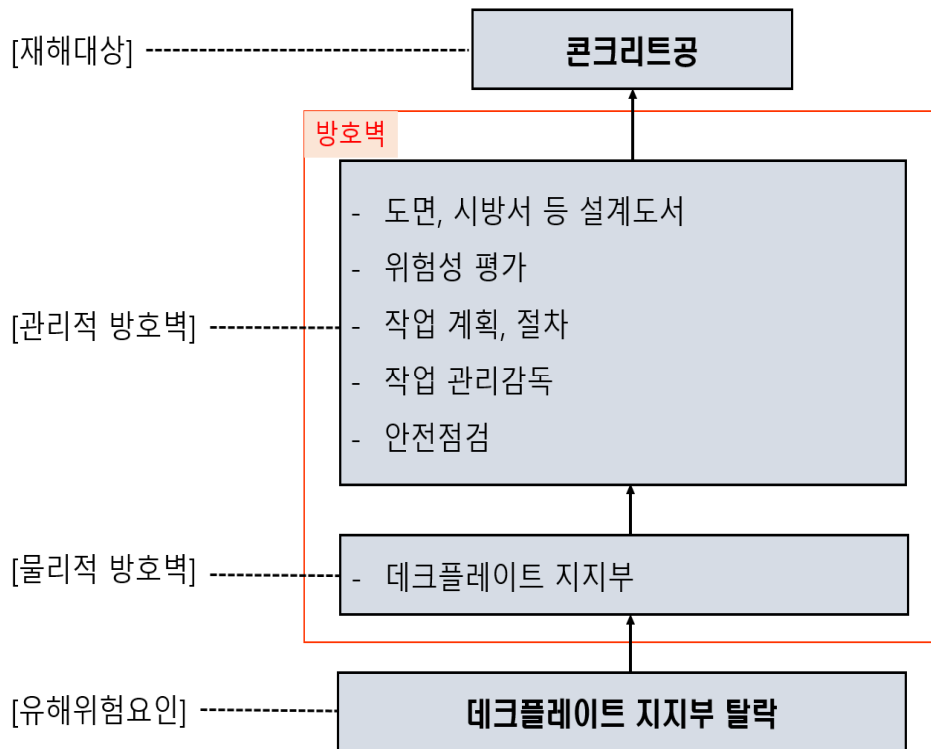 [재해대상]
콘크리트공
방호벽
- 도면, 시방서 등 설계도서
- 위험성 평가
[관리적 방호벽]
- 작업 계획, 절차
- 작업 관리감독
- 안전점검
[물리적 방호벽]
- 데크플레이트 지지부
[유해위험요인]
데크플레이트 지지부 탈락